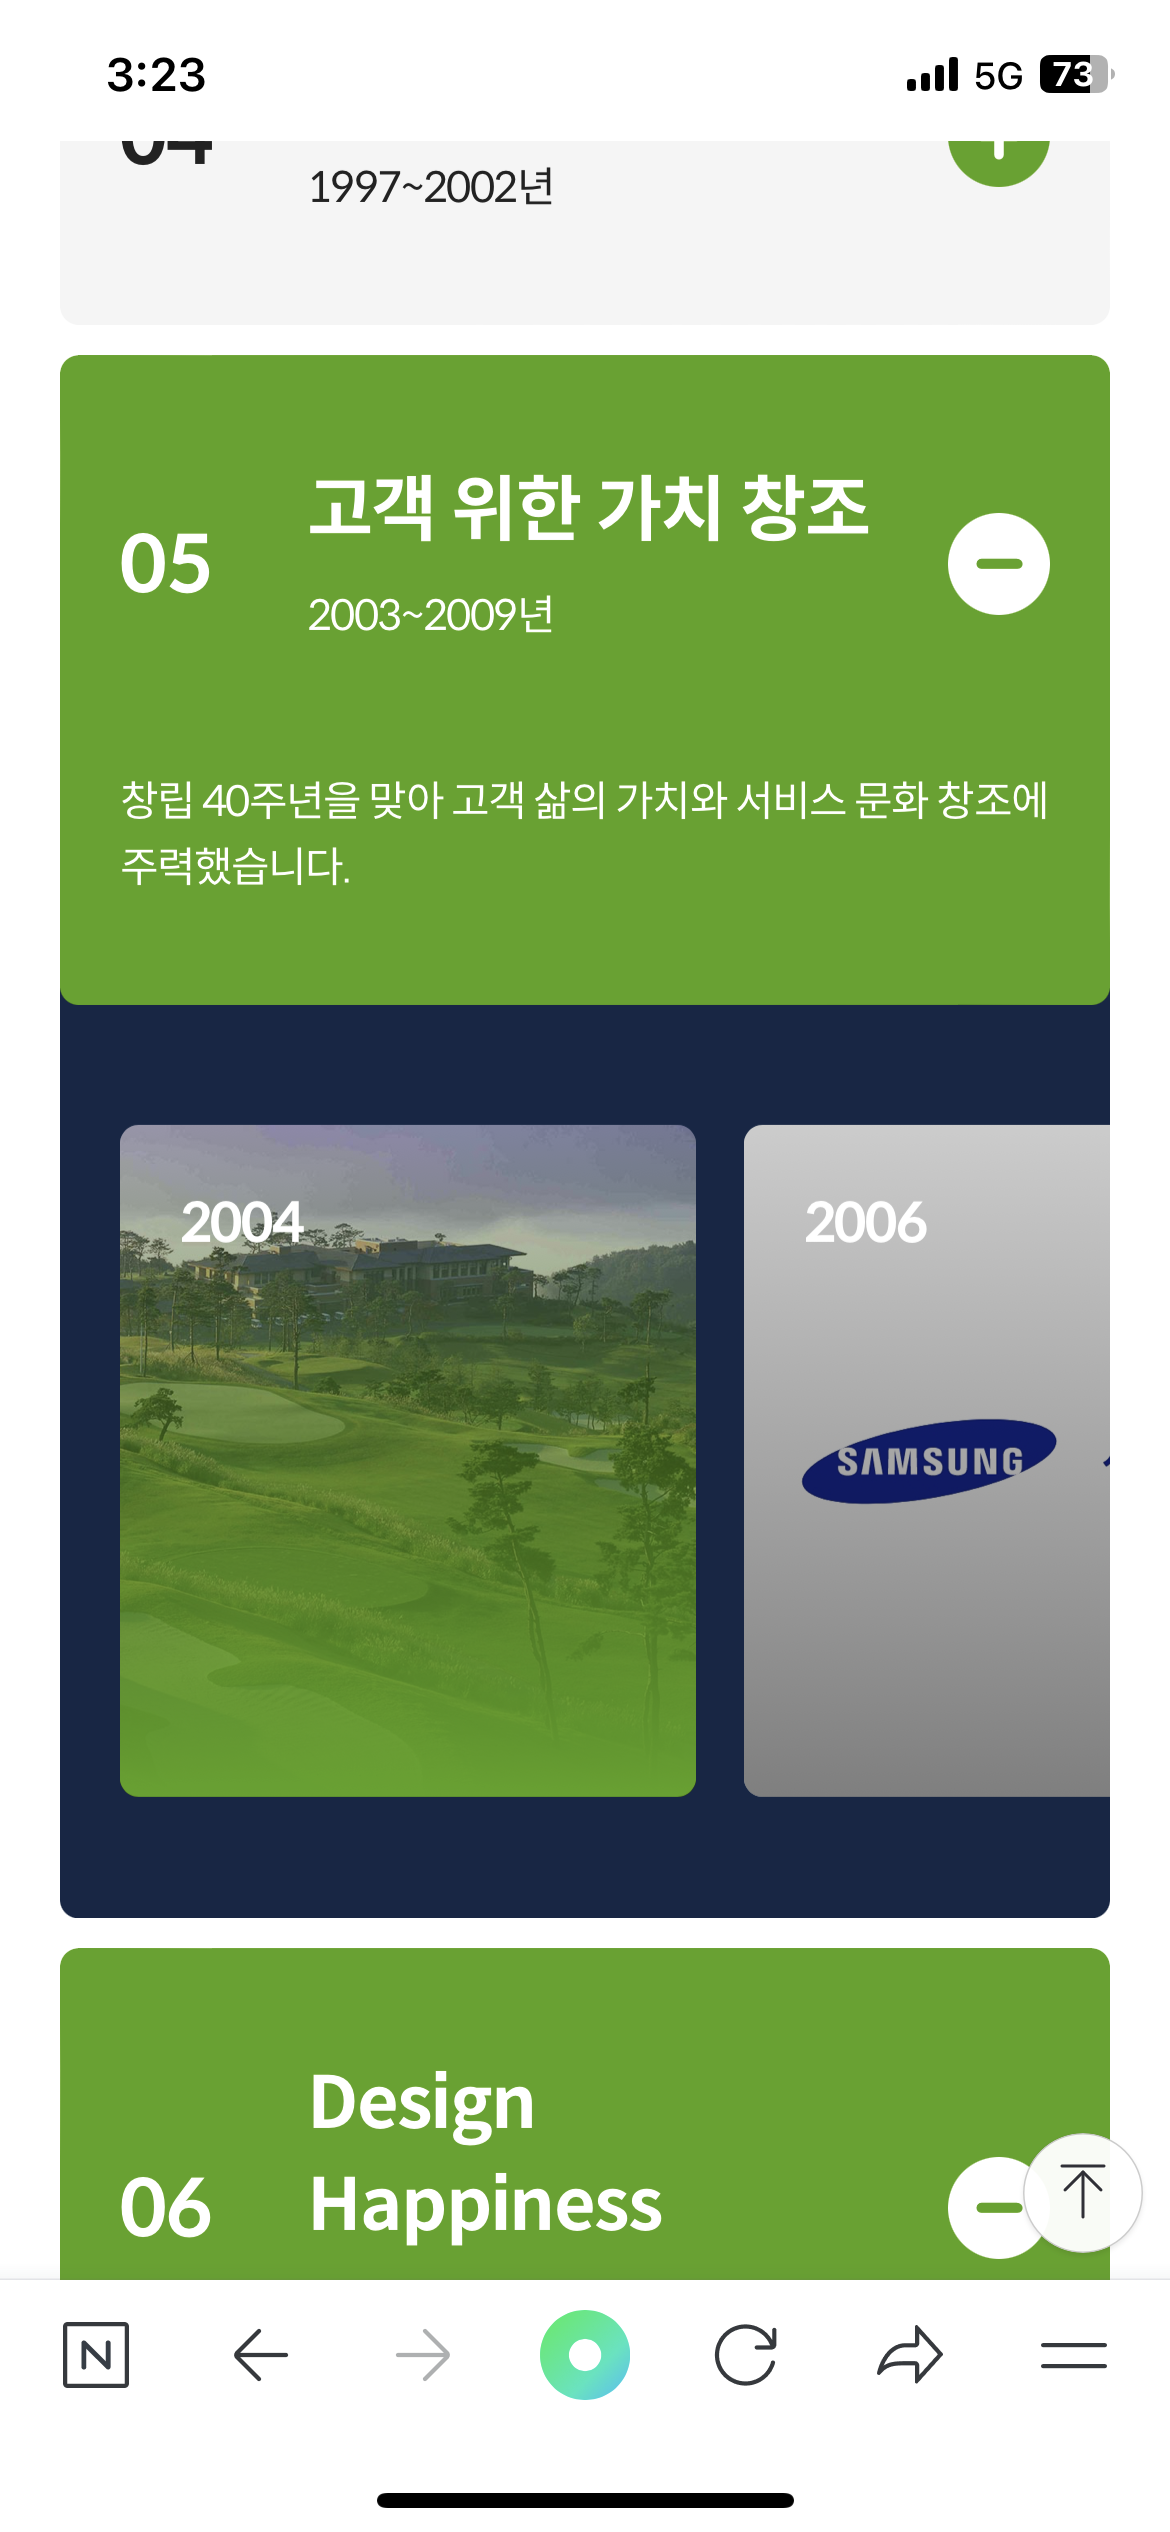 3:23
5G
73
04
1997~2002년
고객 위한 가치 창조
05
2003~2009년
창립 40주년을 맞아 고객 삶의 가치와 서비스 문화 창조에
주력했습니다.
2004
2006
SAMSUNG
Design
06
Happiness
N